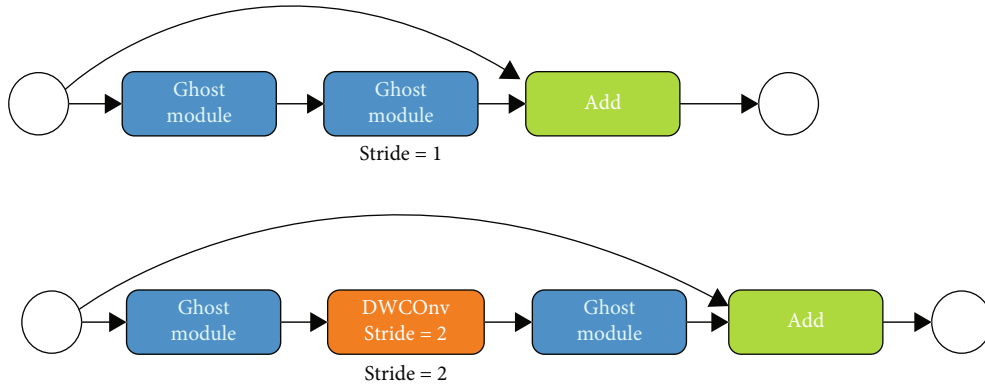 Ghost
module
Ghost
module
Add
Stride = 1
Ghost
module
DWCOnv
Stride = 2
Ghost
module
Add
Stride = 2